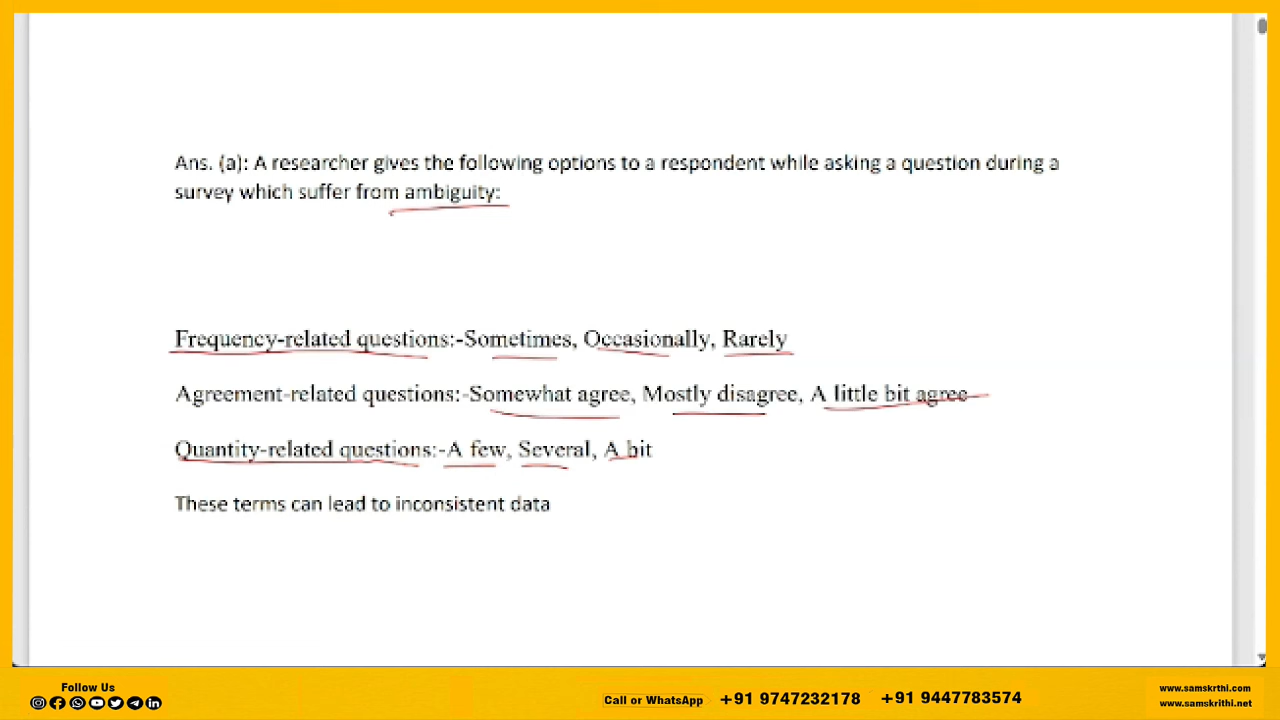 Ans. (a): A researcher gives the following options to a respondent while asking a question during a
survey which suffer from ambiguity:
Frequency-related questions:-Sometimes, Occasionally, Rarely
Agreement-related questions:-Somewhat agree, Mostly disagree, A little bit agree
Quantity-related questions:-A few, Several, A bit
These terms can lead to inconsistent data
Follow Us
Call or WhatsApp +91 9747232178 +91 9447783574
www.samskrthi.com
www.samskrithi.net